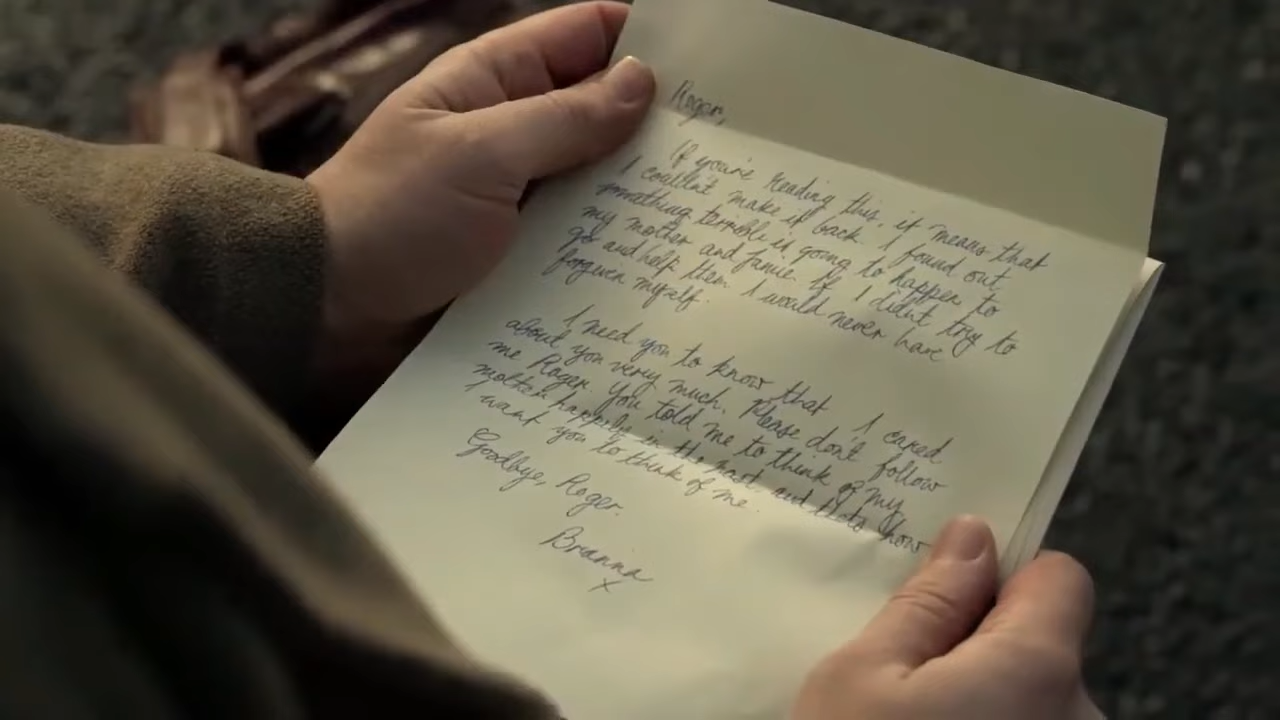 Roger,
If you're reading this, it means that
I couldn't make it back. I found out
something terrible is going to happen to
my mother and Jamie. If I didn't try to
go and help them I would never have
forgiven myself.
I need you to know that I cared
about you very much. Please don't follow
me Roger. You told me to think of my
mother happily in the past and that's how
I want you to think of me.
Goodbye, Roger.
Brianna
x